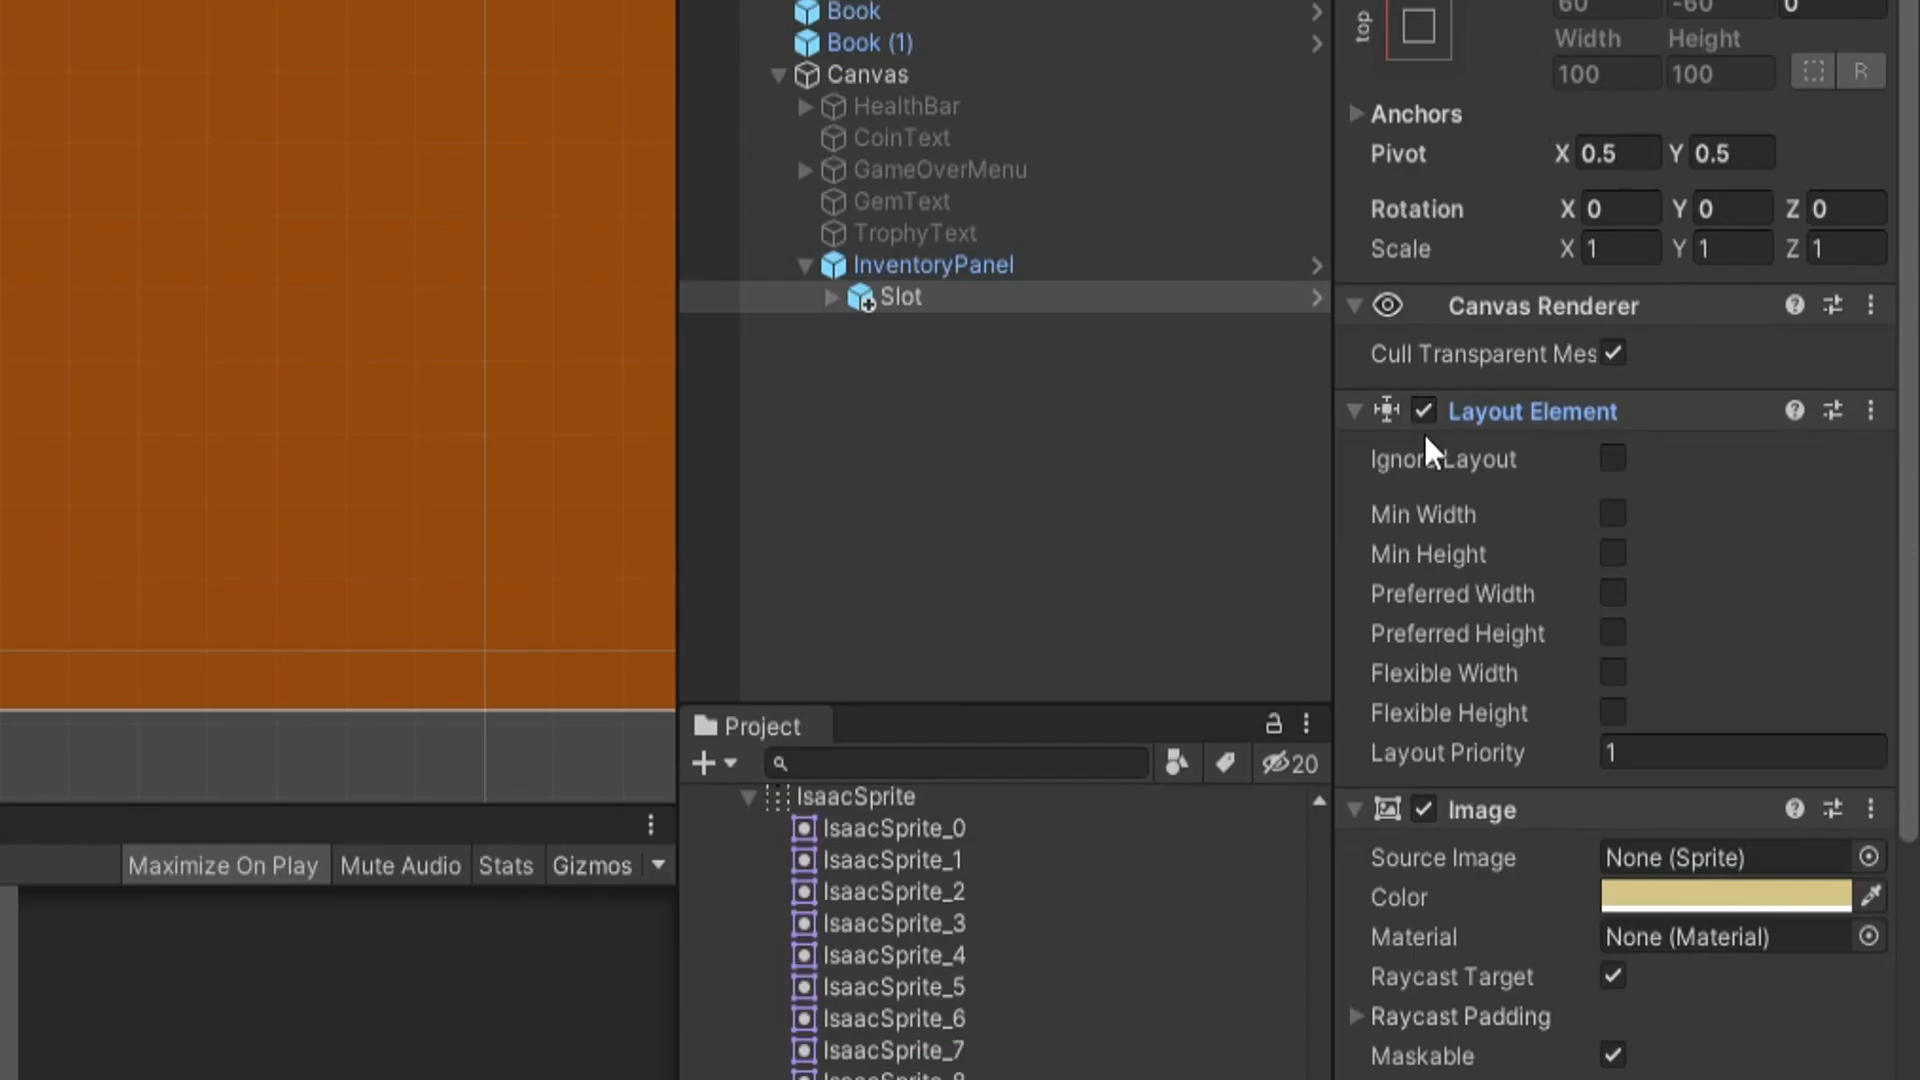 Book
Book (1)
Canvas
HealthBar
CoinText
GameOverMenu
GemText
TrophyText
InventoryPanel
Slot
Project
20
IsaacSprite
IsaacSprite_0
IsaacSprite_1
IsaacSprite_2
IsaacSprite_3
IsaacSprite_4
IsaacSprite_5
IsaacSprite_6
IsaacSprite_7
Maximize On Play Mute Audio Stats Gizmos
top
60 -60 0
Width Height
100 100 R
Anchors
Pivot X 0.5 Y 0.5
Rotation X 0 Y 0 Z 0
Scale X 1 Y 1 Z 1
Canvas Renderer
Cull Transparent Mes
Layout Element
Ignore Layout
Min Width
Min Height
Preferred Width
Preferred Height
Flexible Width
Flexible Height
Layout Priority 1
Image
Source Image None (Sprite)
Color
Material None (Material)
Raycast Target
Raycast Padding
Maskable